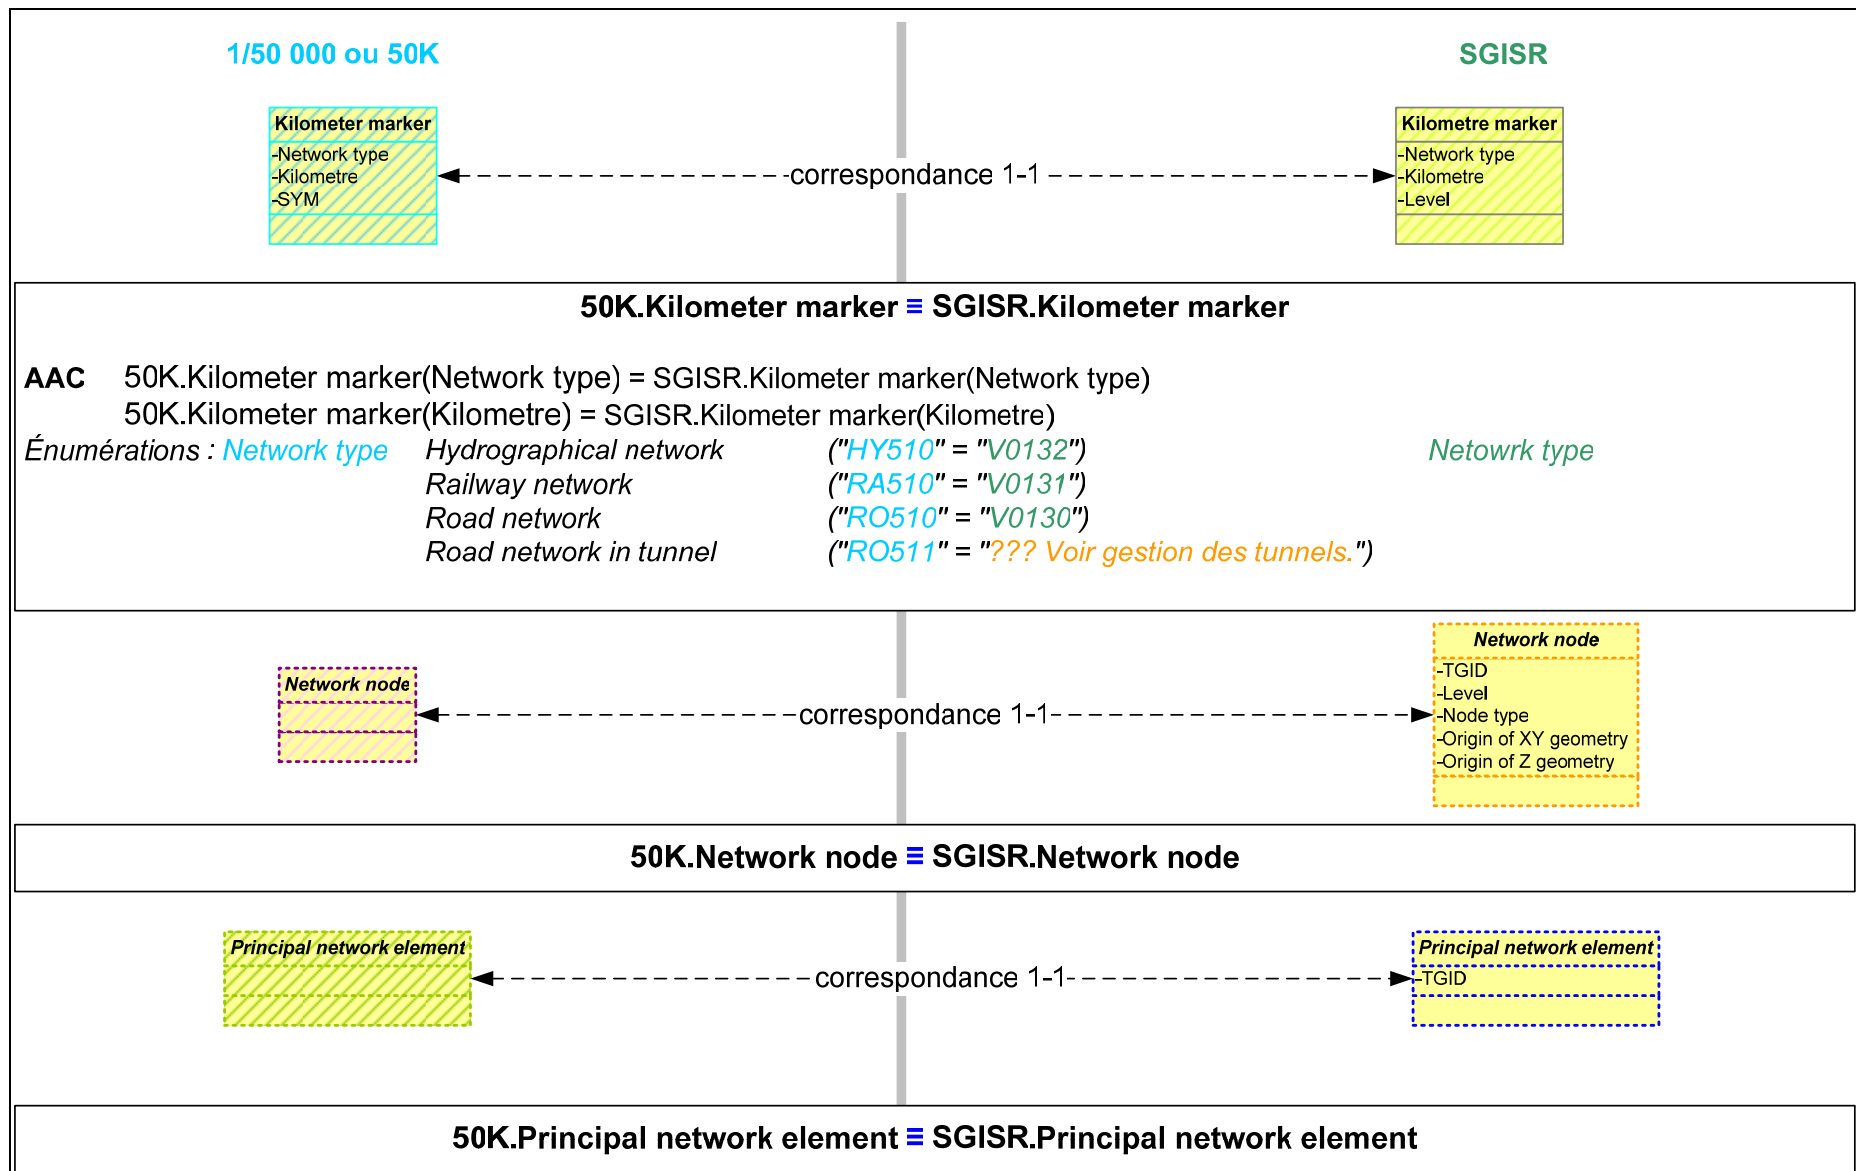 1/50 000 ou 50K
SGISR
Kilometer marker
-Network type
-Kilometre
-SYM
correspondance 1-1
Kilometre marker
-Network type
-Kilometre
-Level
50K.Kilometer marker ≡ SGISR.Kilometer marker
AAC 50K.Kilometer marker(Network type) = SGISR.Kilometer marker(Network type)
50K.Kilometer marker(Kilometre) = SGISR.Kilometer marker(Kilometre)
Énumérations : Network type Hydrographical network ("HY510" = "V0132") Netowrk type
Railway network ("RA510" = "V0131")
Road network ("RO510" = "V0130")
Road network in tunnel ("RO511" = "??? Voir gestion des tunnels.")
Network node
correspondance 1-1
Network node
-TGID
-Level
-Node type
-Origin of XY geometry
-Origin of Z geometry
50K.Network node ≡ SGISR.Network node
Principal network element
correspondance 1-1
Principal network element
-TGID
50K.Principal network element ≡ SGISR.Principal network element